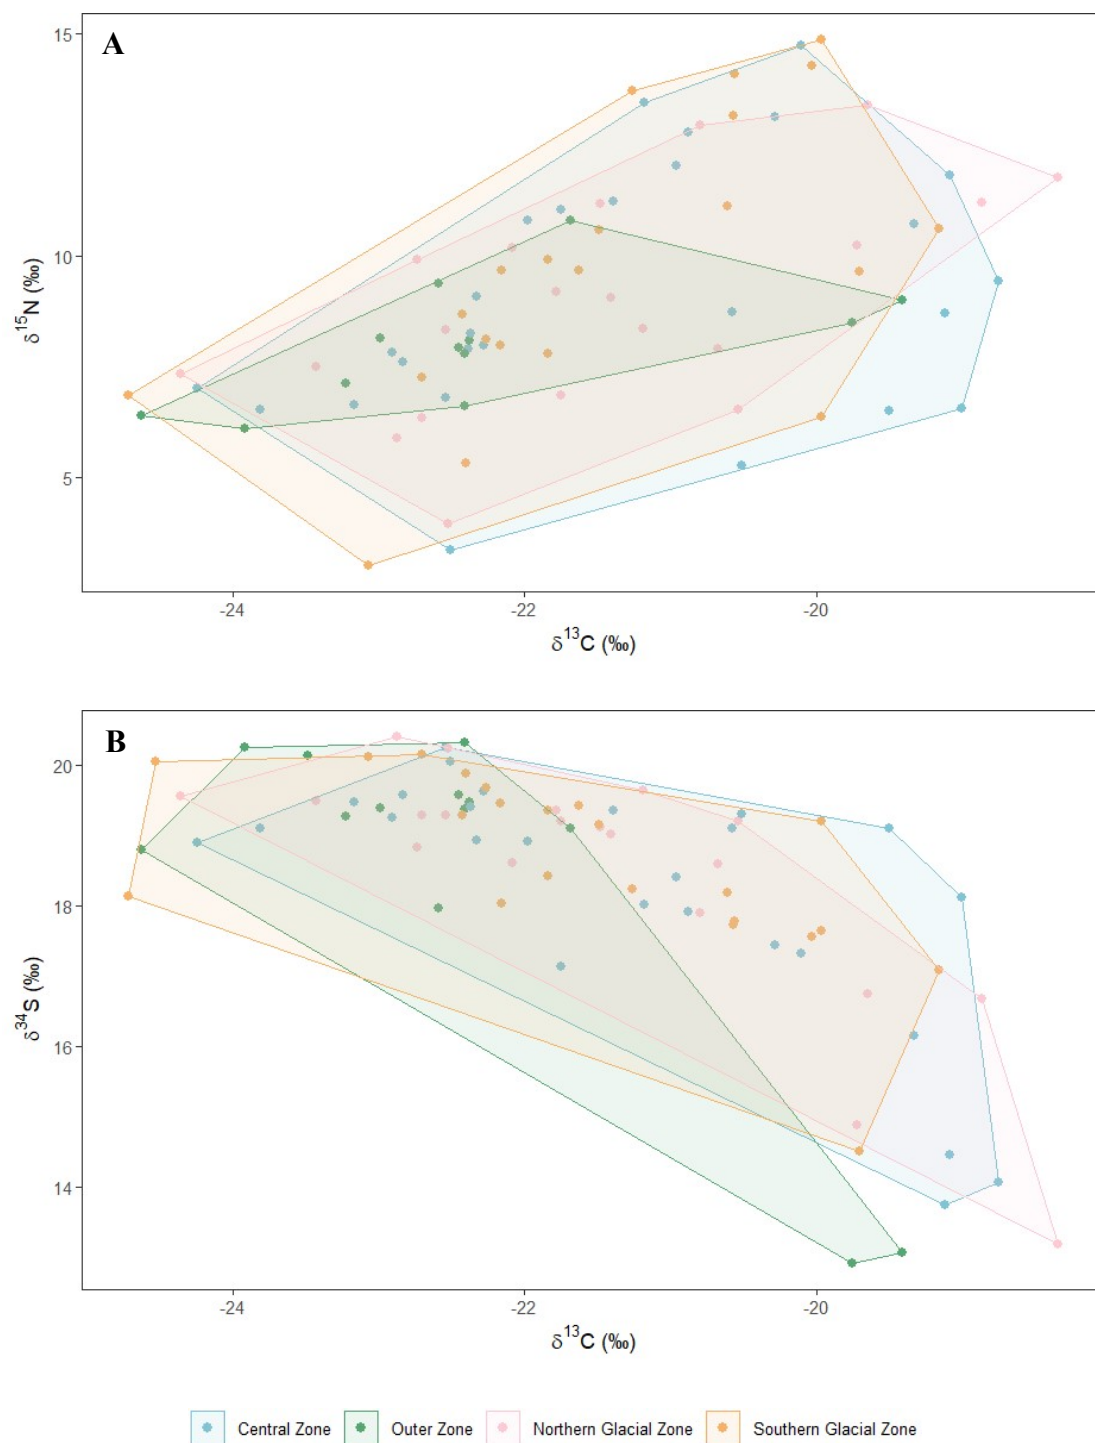 A
15
10
5
δ15N (‰)
-24 -22 -20
δ13C (‰)
B
20
18
16
14
δ34S (‰)
-24 -22 -20
δ13C (‰)
Central Zone Outer Zone Northern Glacial Zone Southern Glacial Zone